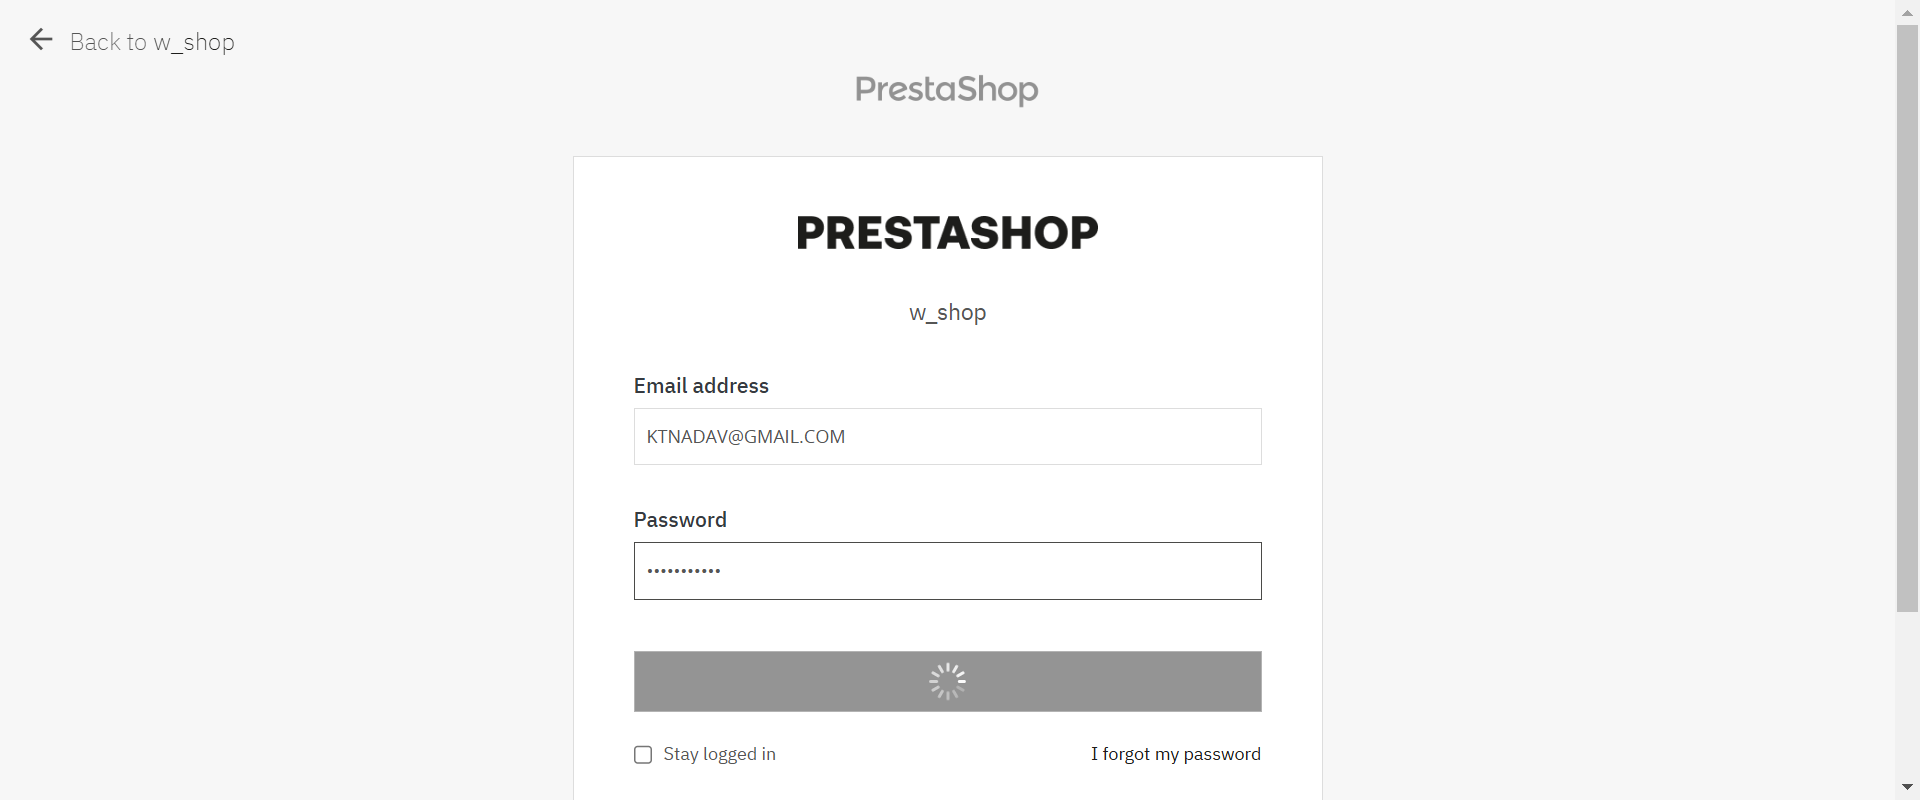 Back to w_shop
PrestaShop
PRESTASHOP
w_shop
Email address
KTNADAV@GMAIL.COM
Password
•••••••••••
Stay logged in
I forgot my password